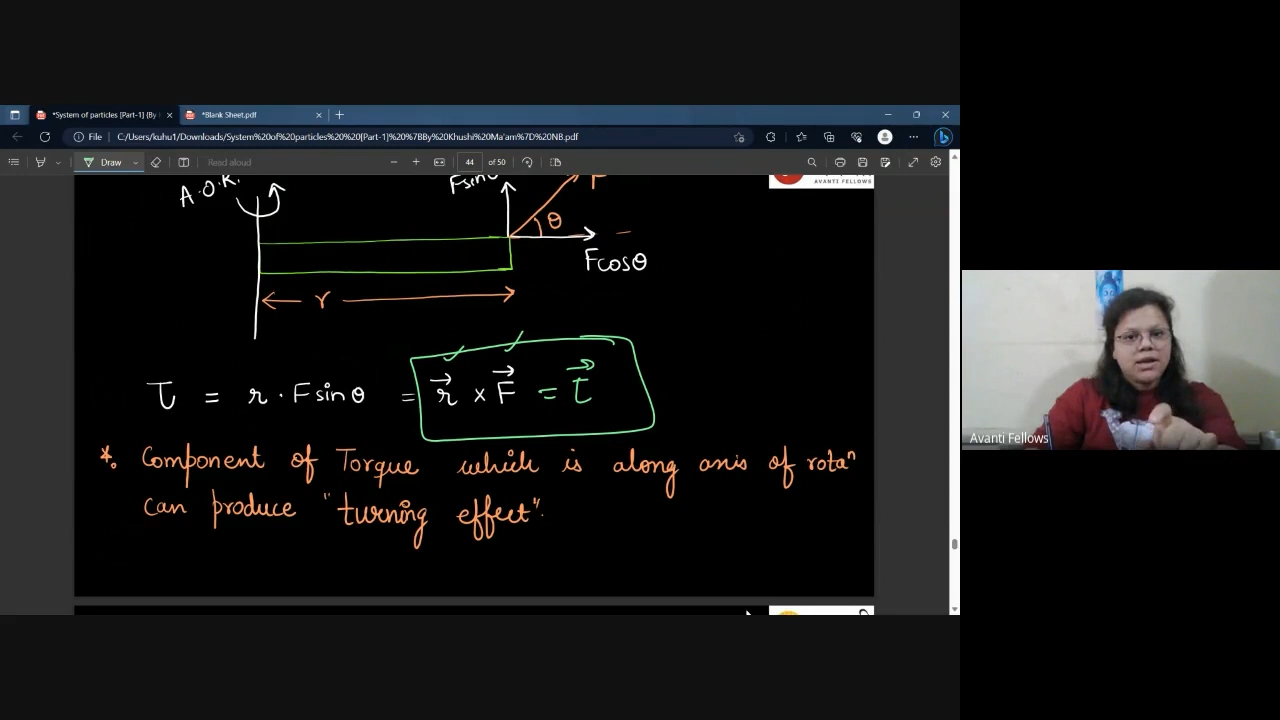 *System of particles [Part-1] {By
*Blank Sheet.pdf
File
C:/Users/kuhu1/Downloads/System%20of%20particles%20%20[Part-1]%20%7BBy%20Khushi%20Ma'am%7D%20NB.pdf
Draw
Read aloud
44 of 50
AVANTI FELLOWS
A.O.R.
Fsinθ
F
θ
Fcosθ
r
τ = r · Fsinθ = r⃗ × F⃗ = τ⃗
*. Component of Torque which is along axis of rotaⁿ
can produce "turning effect".
Avanti Fellows